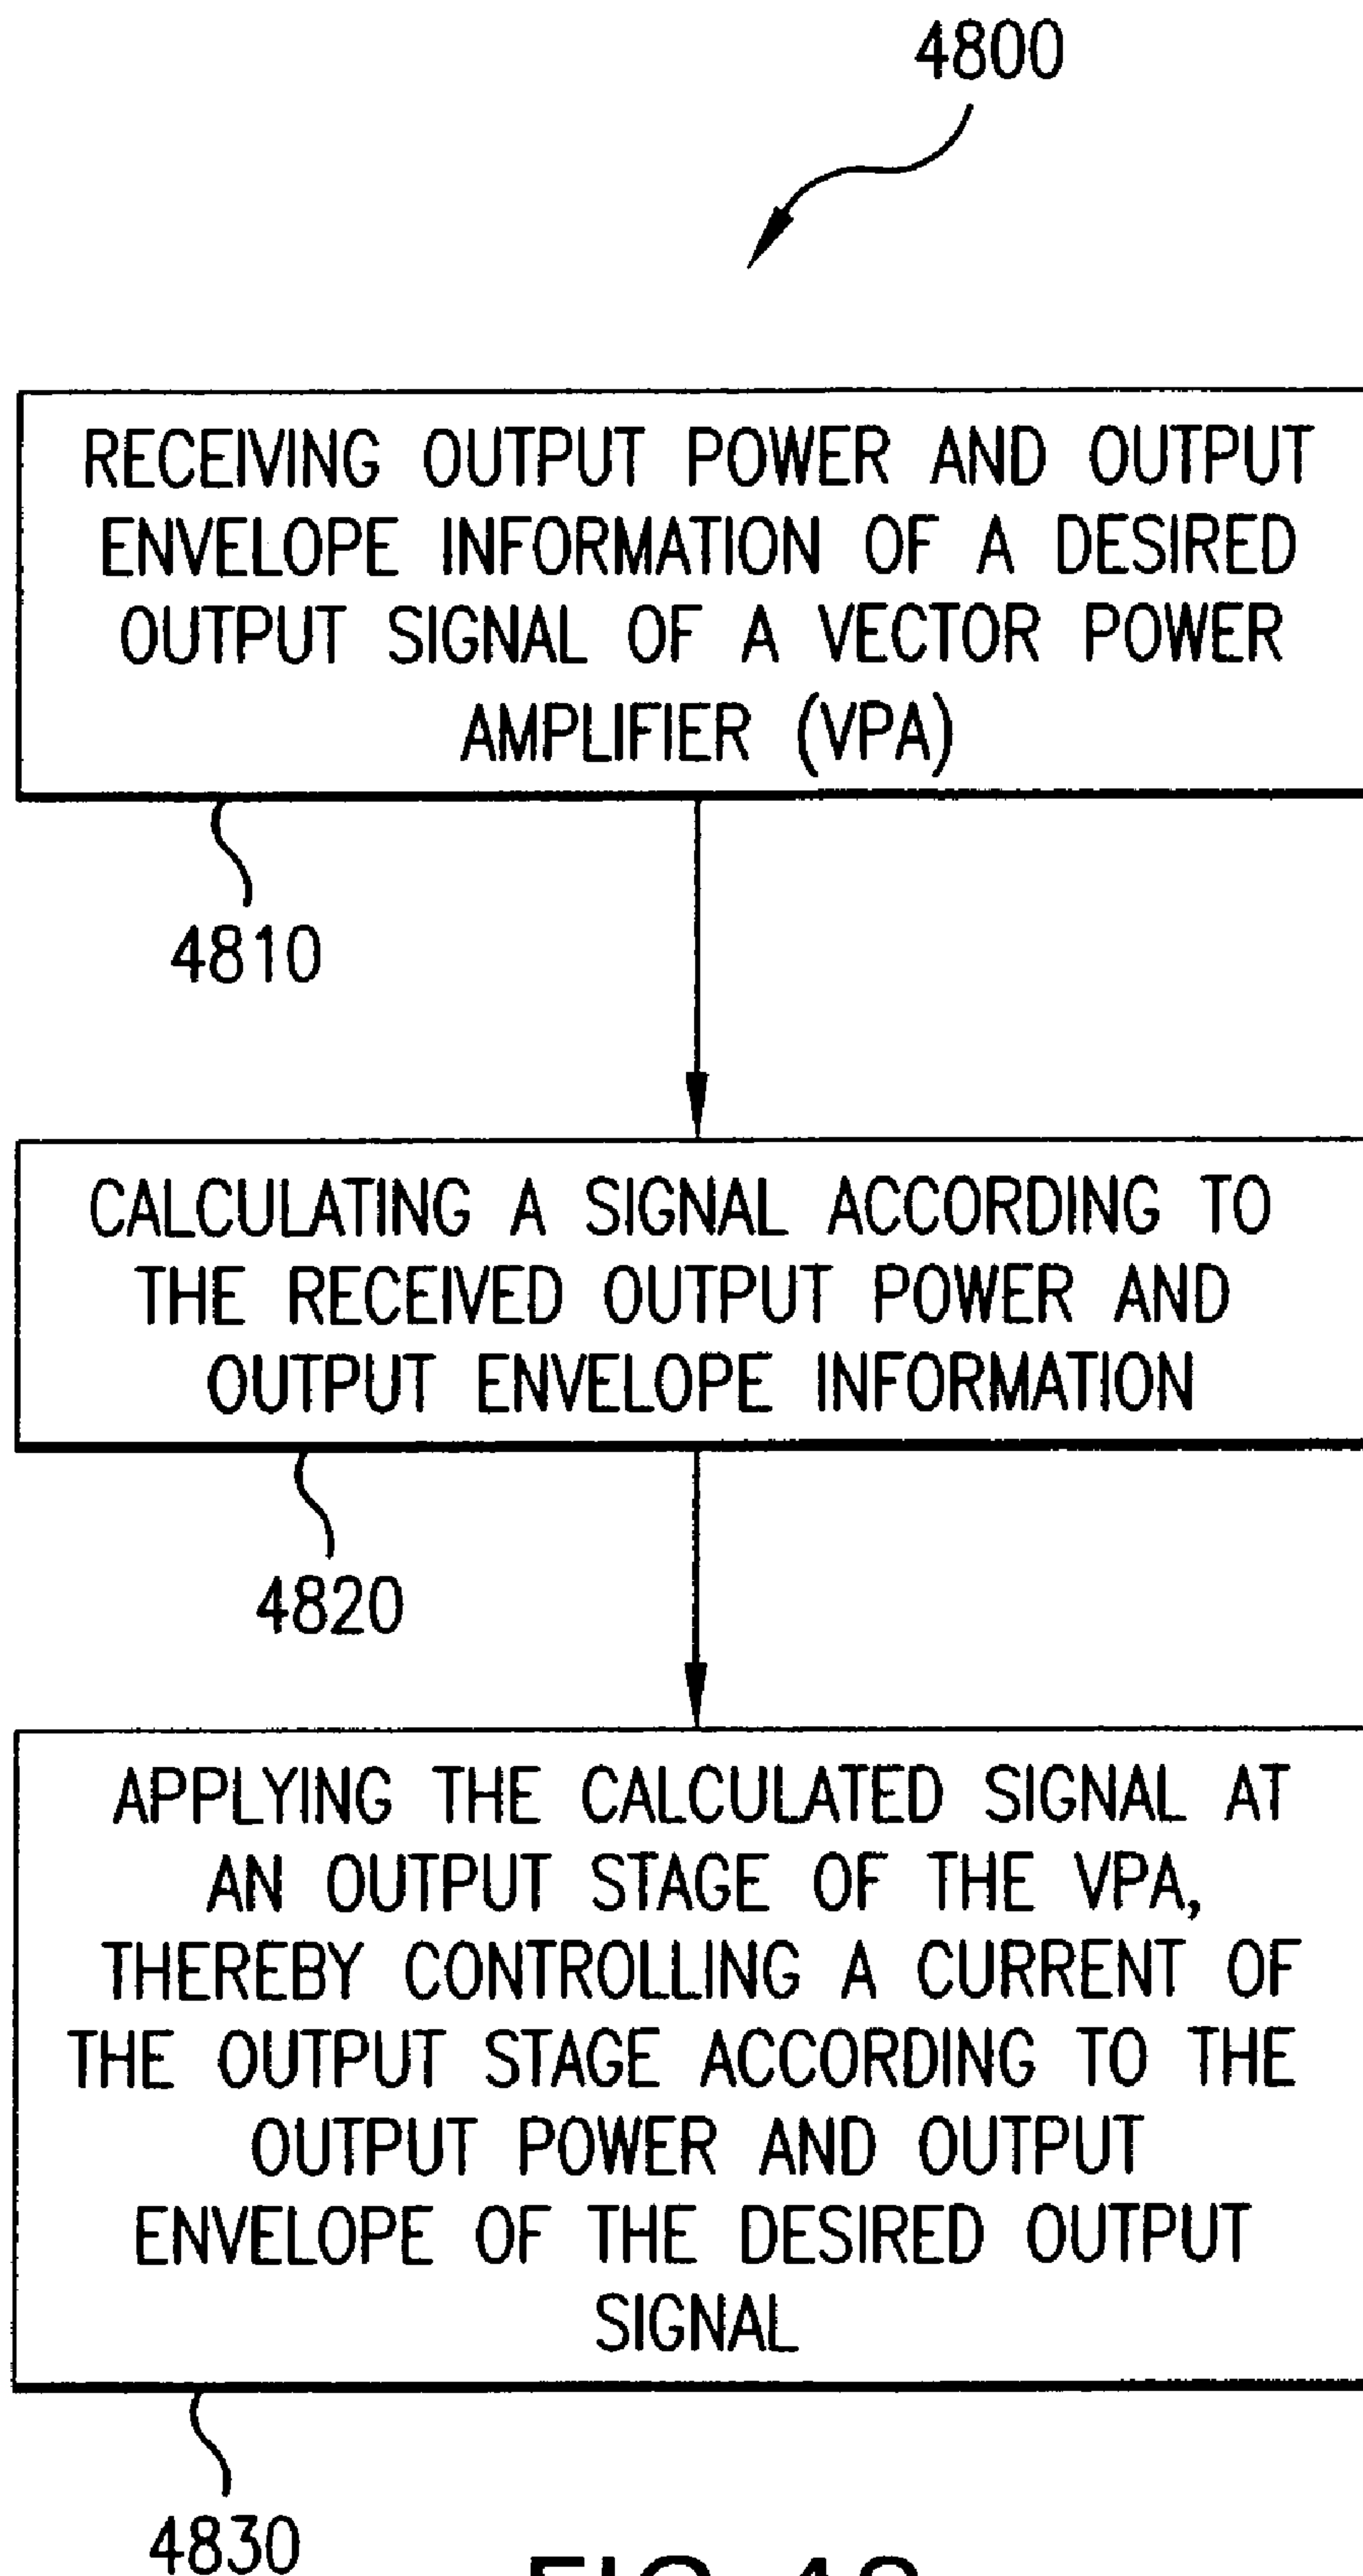 4800
RECEIVING OUTPUT POWER AND OUTPUT
ENVELOPE INFORMATION OF A DESIRED
OUTPUT SIGNAL OF A VECTOR POWER
AMPLIFIER (VPA)
4810
CALCULATING A SIGNAL ACCORDING TO
THE RECEIVED OUTPUT POWER AND
OUTPUT ENVELOPE INFORMATION
4820
APPLYING THE CALCULATED SIGNAL AT
AN OUTPUT STAGE OF THE VPA,
THEREBY CONTROLLING A CURRENT OF
THE OUTPUT STAGE ACCORDING TO THE
OUTPUT POWER AND OUTPUT
ENVELOPE OF THE DESIRED OUTPUT
SIGNAL
4830